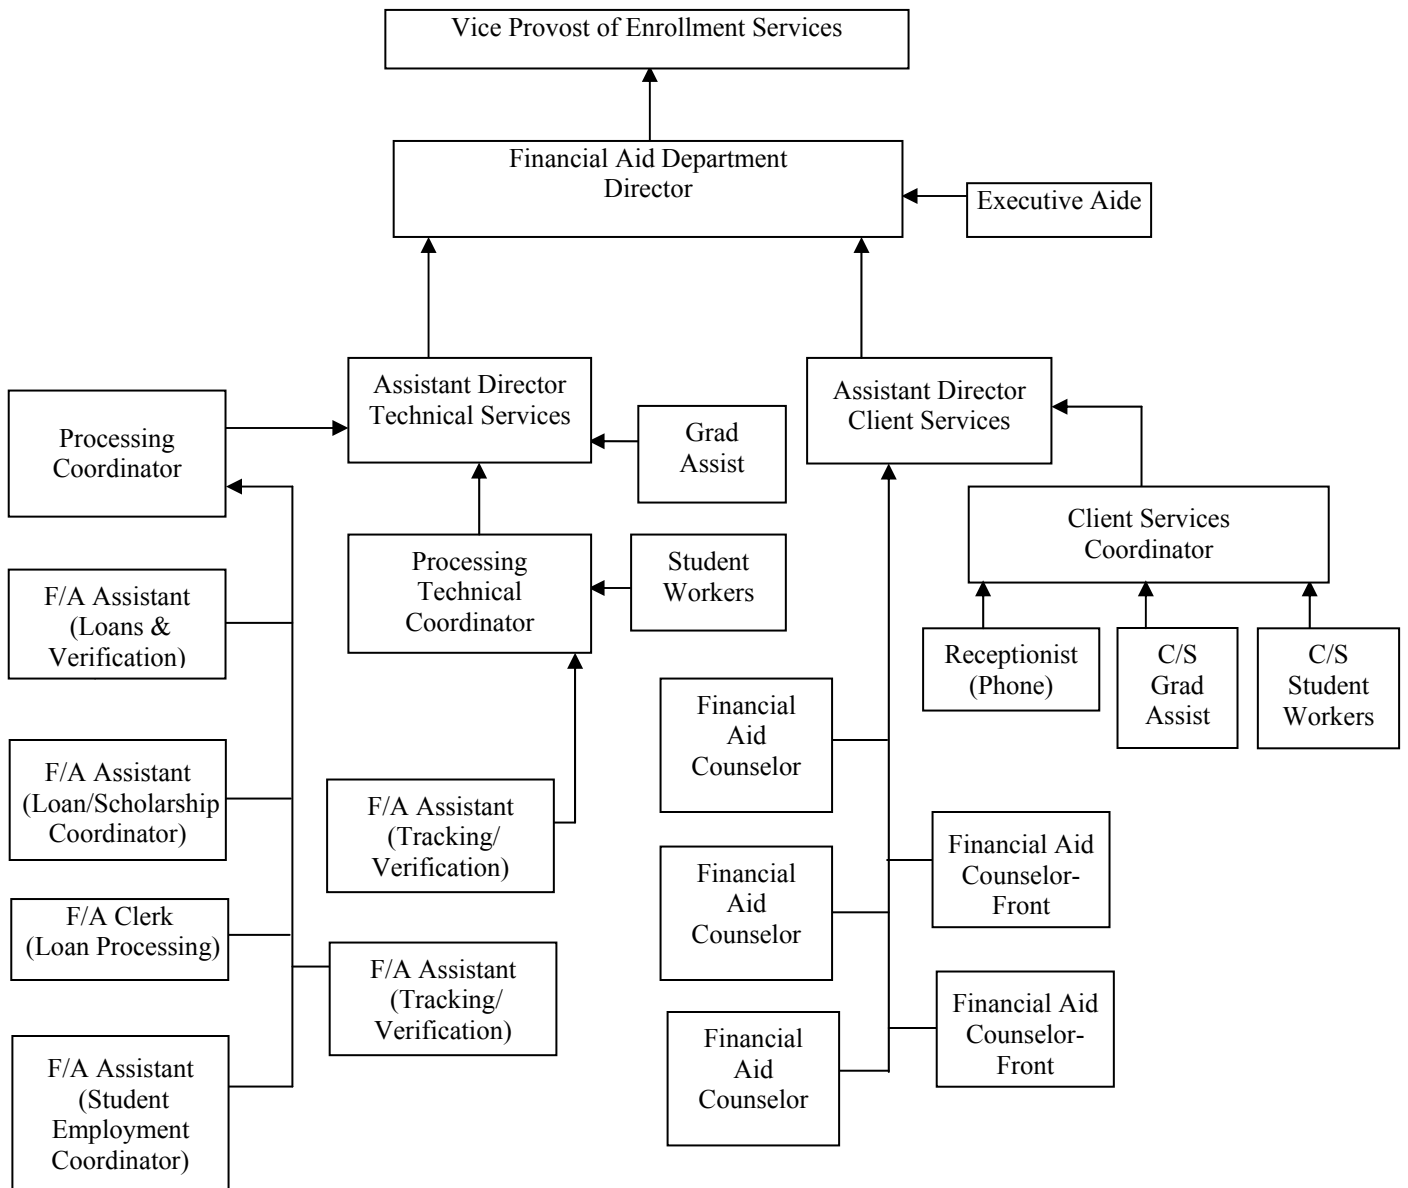 Vice Provost of Enrollment Services
Financial Aid Department
Director
Executive Aide
Assistant Director
Technical Services
Assistant Director
Client Services
Processing
Coordinator
Grad
Assist
Client Services
Coordinator
Processing
Technical
Coordinator
Student
Workers
F/A Assistant
(Loans &
Verification)
Receptionist
(Phone)
C/S
Grad
Assist
C/S
Student
Workers
Financial
Aid
Counselor
F/A Assistant
(Loan/Scholarship
Coordinator)
F/A Assistant
(Tracking/
Verification)
Financial Aid
Counselor-
Front
Financial
Aid
Counselor
F/A Clerk
(Loan Processing)
F/A Assistant
(Tracking/
Verification)
Financial Aid
Counselor-
Front
Financial
Aid
Counselor
F/A Assistant
(Student
Employment
Coordinator)